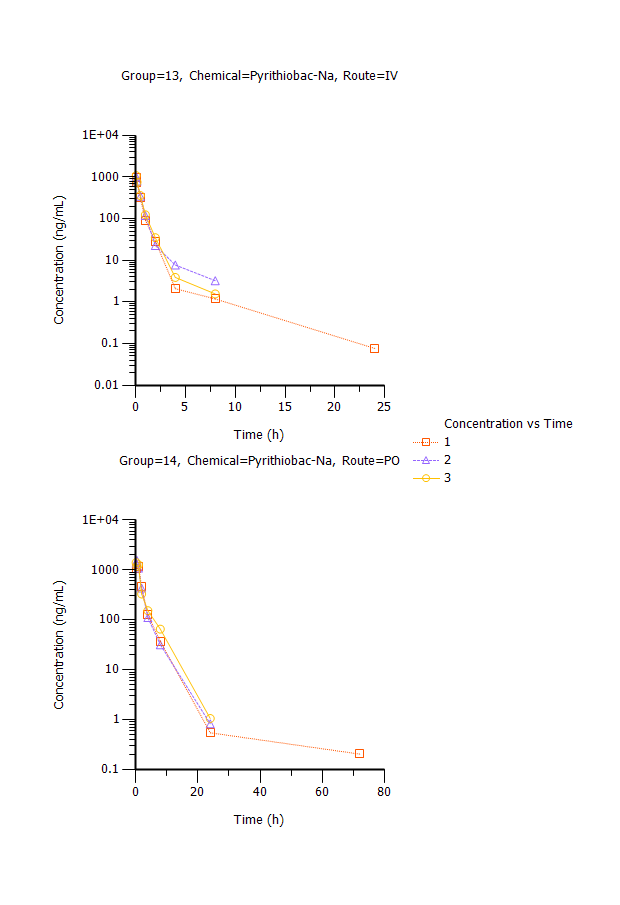 Group=13, Chemical=Pyrithiobac-Na, Route=IV
1E+04
1000
100
10
1
0.1
0.01
Concentration (ng/mL)
0 5 10 15 20 25
Time (h)
Concentration vs Time
1
2
3
Group=14, Chemical=Pyrithiobac-Na, Route=PO
1E+04
1000
100
10
1
0.1
Concentration (ng/mL)
0 20 40 60 80
Time (h)